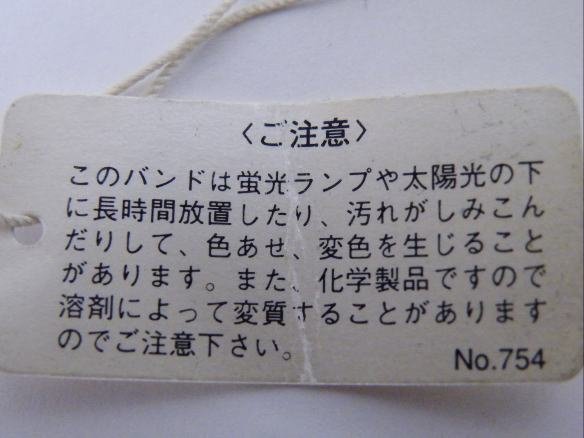 〈ご注意〉
このバンドは蛍光ランプや太陽光の下
に長時間放置したり、汚れがしみこん
だりして、色あせ、変色を生じること
があります。また、化学製品ですので
溶剤によって変質することがあります
のでご注意下さい。
No.754